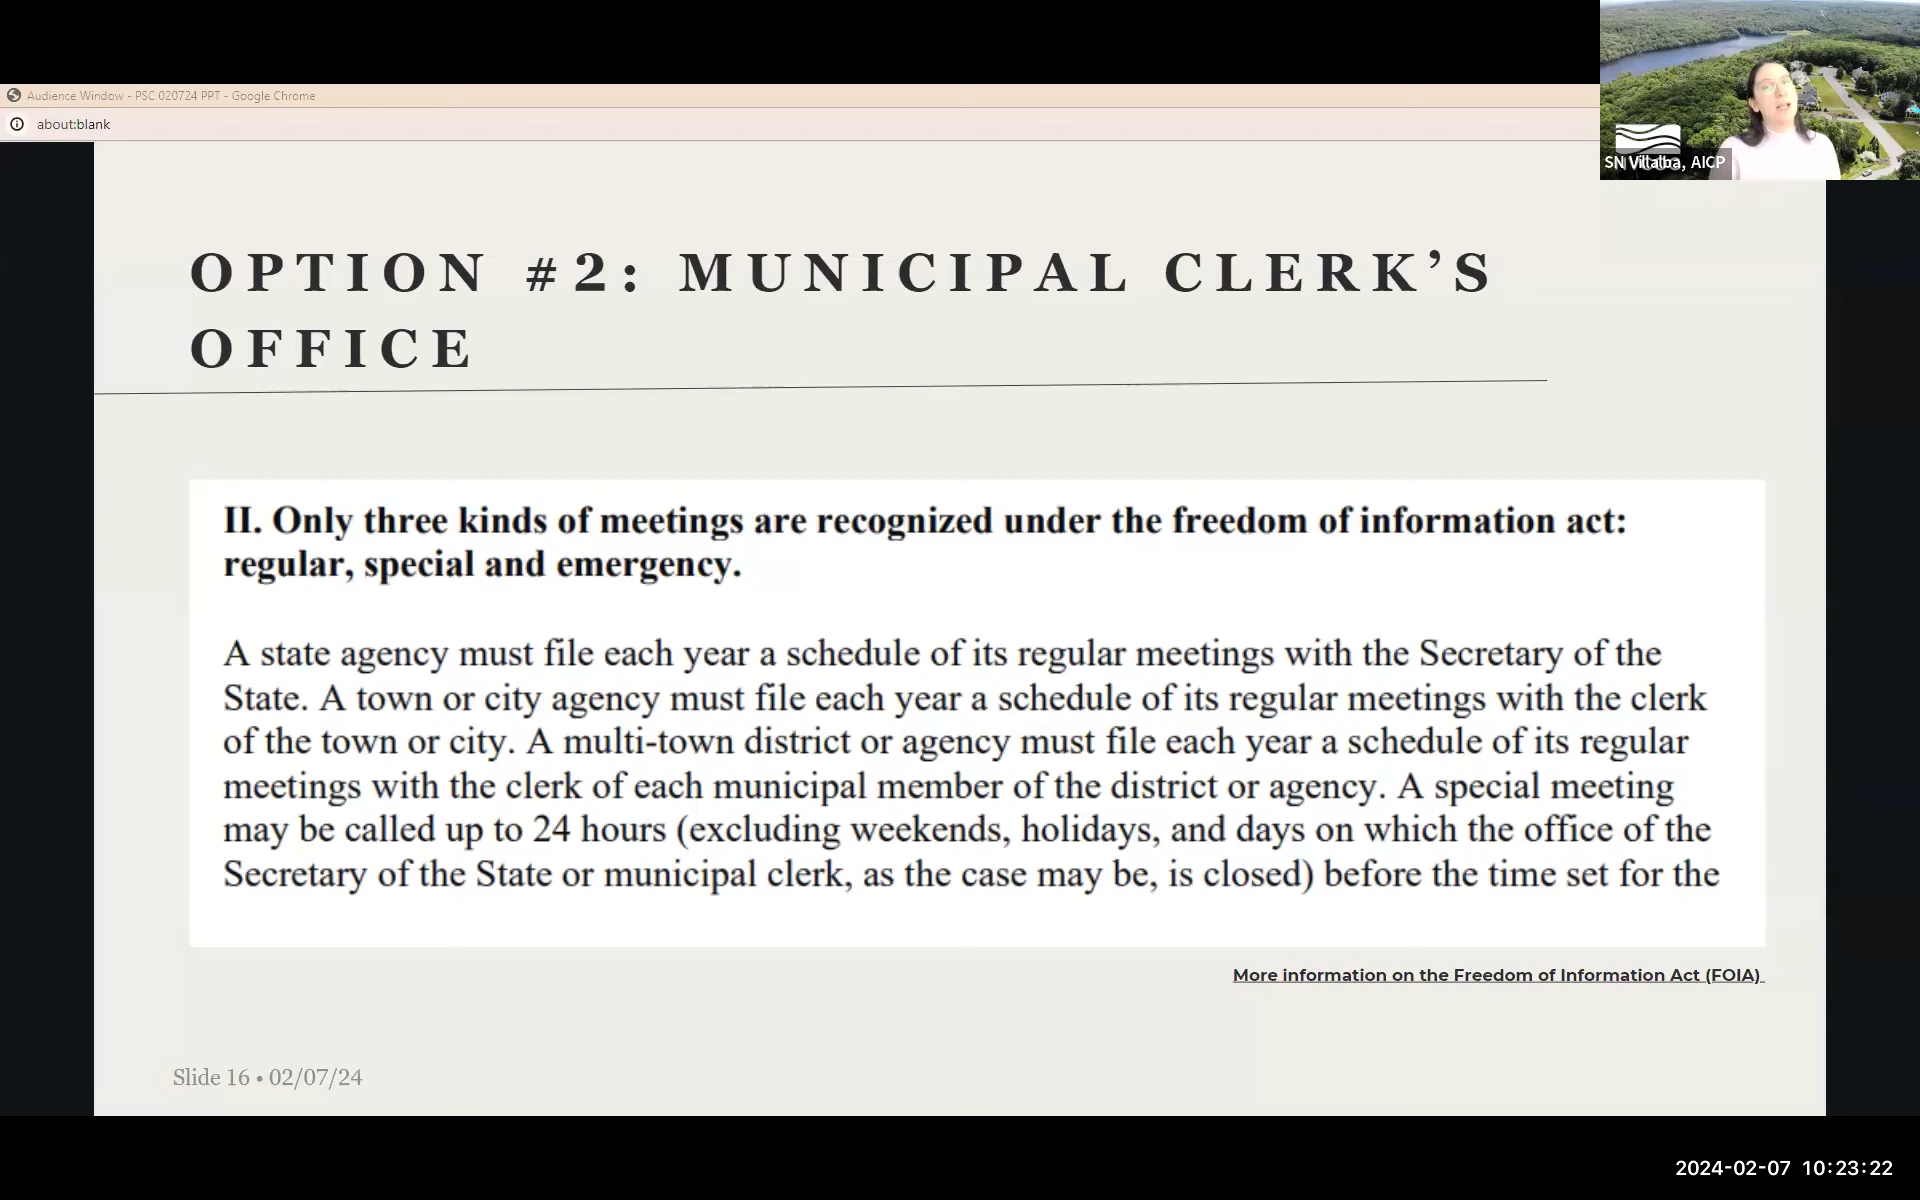 Audience Window - PSC 020724 PPT - Google Chrome
about:blank
SN Villalba, AICP
OPTION #2: MUNICIPAL CLERK’S
OFFICE
II. Only three kinds of meetings are recognized under the freedom of information act:
regular, special and emergency.
A state agency must file each year a schedule of its regular meetings with the Secretary of the
State. A town or city agency must file each year a schedule of its regular meetings with the clerk
of the town or city. A multi-town district or agency must file each year a schedule of its regular
meetings with the clerk of each municipal member of the district or agency. A special meeting
may be called up to 24 hours (excluding weekends, holidays, and days on which the office of the
Secretary of the State or municipal clerk, as the case may be, is closed) before the time set for the
More information on the Freedom of Information Act (FOIA)
Slide 16 • 02/07/24
2024-02-07 10:23:22